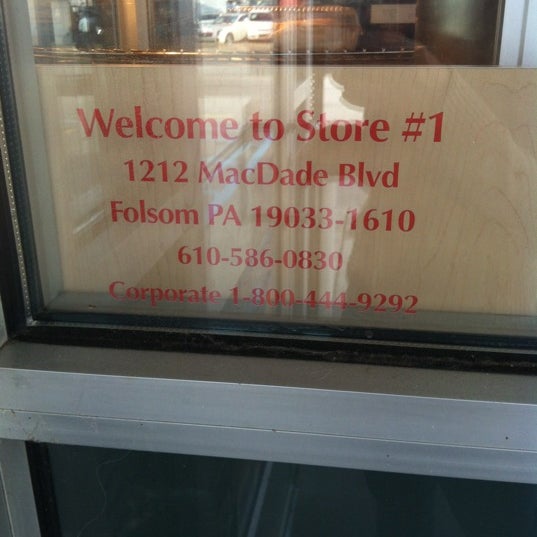 Welcome to Store #1
1212 MacDade Blvd
Folsom PA 19033-1610
610-586-0830
Corporate 1-800-444-9292